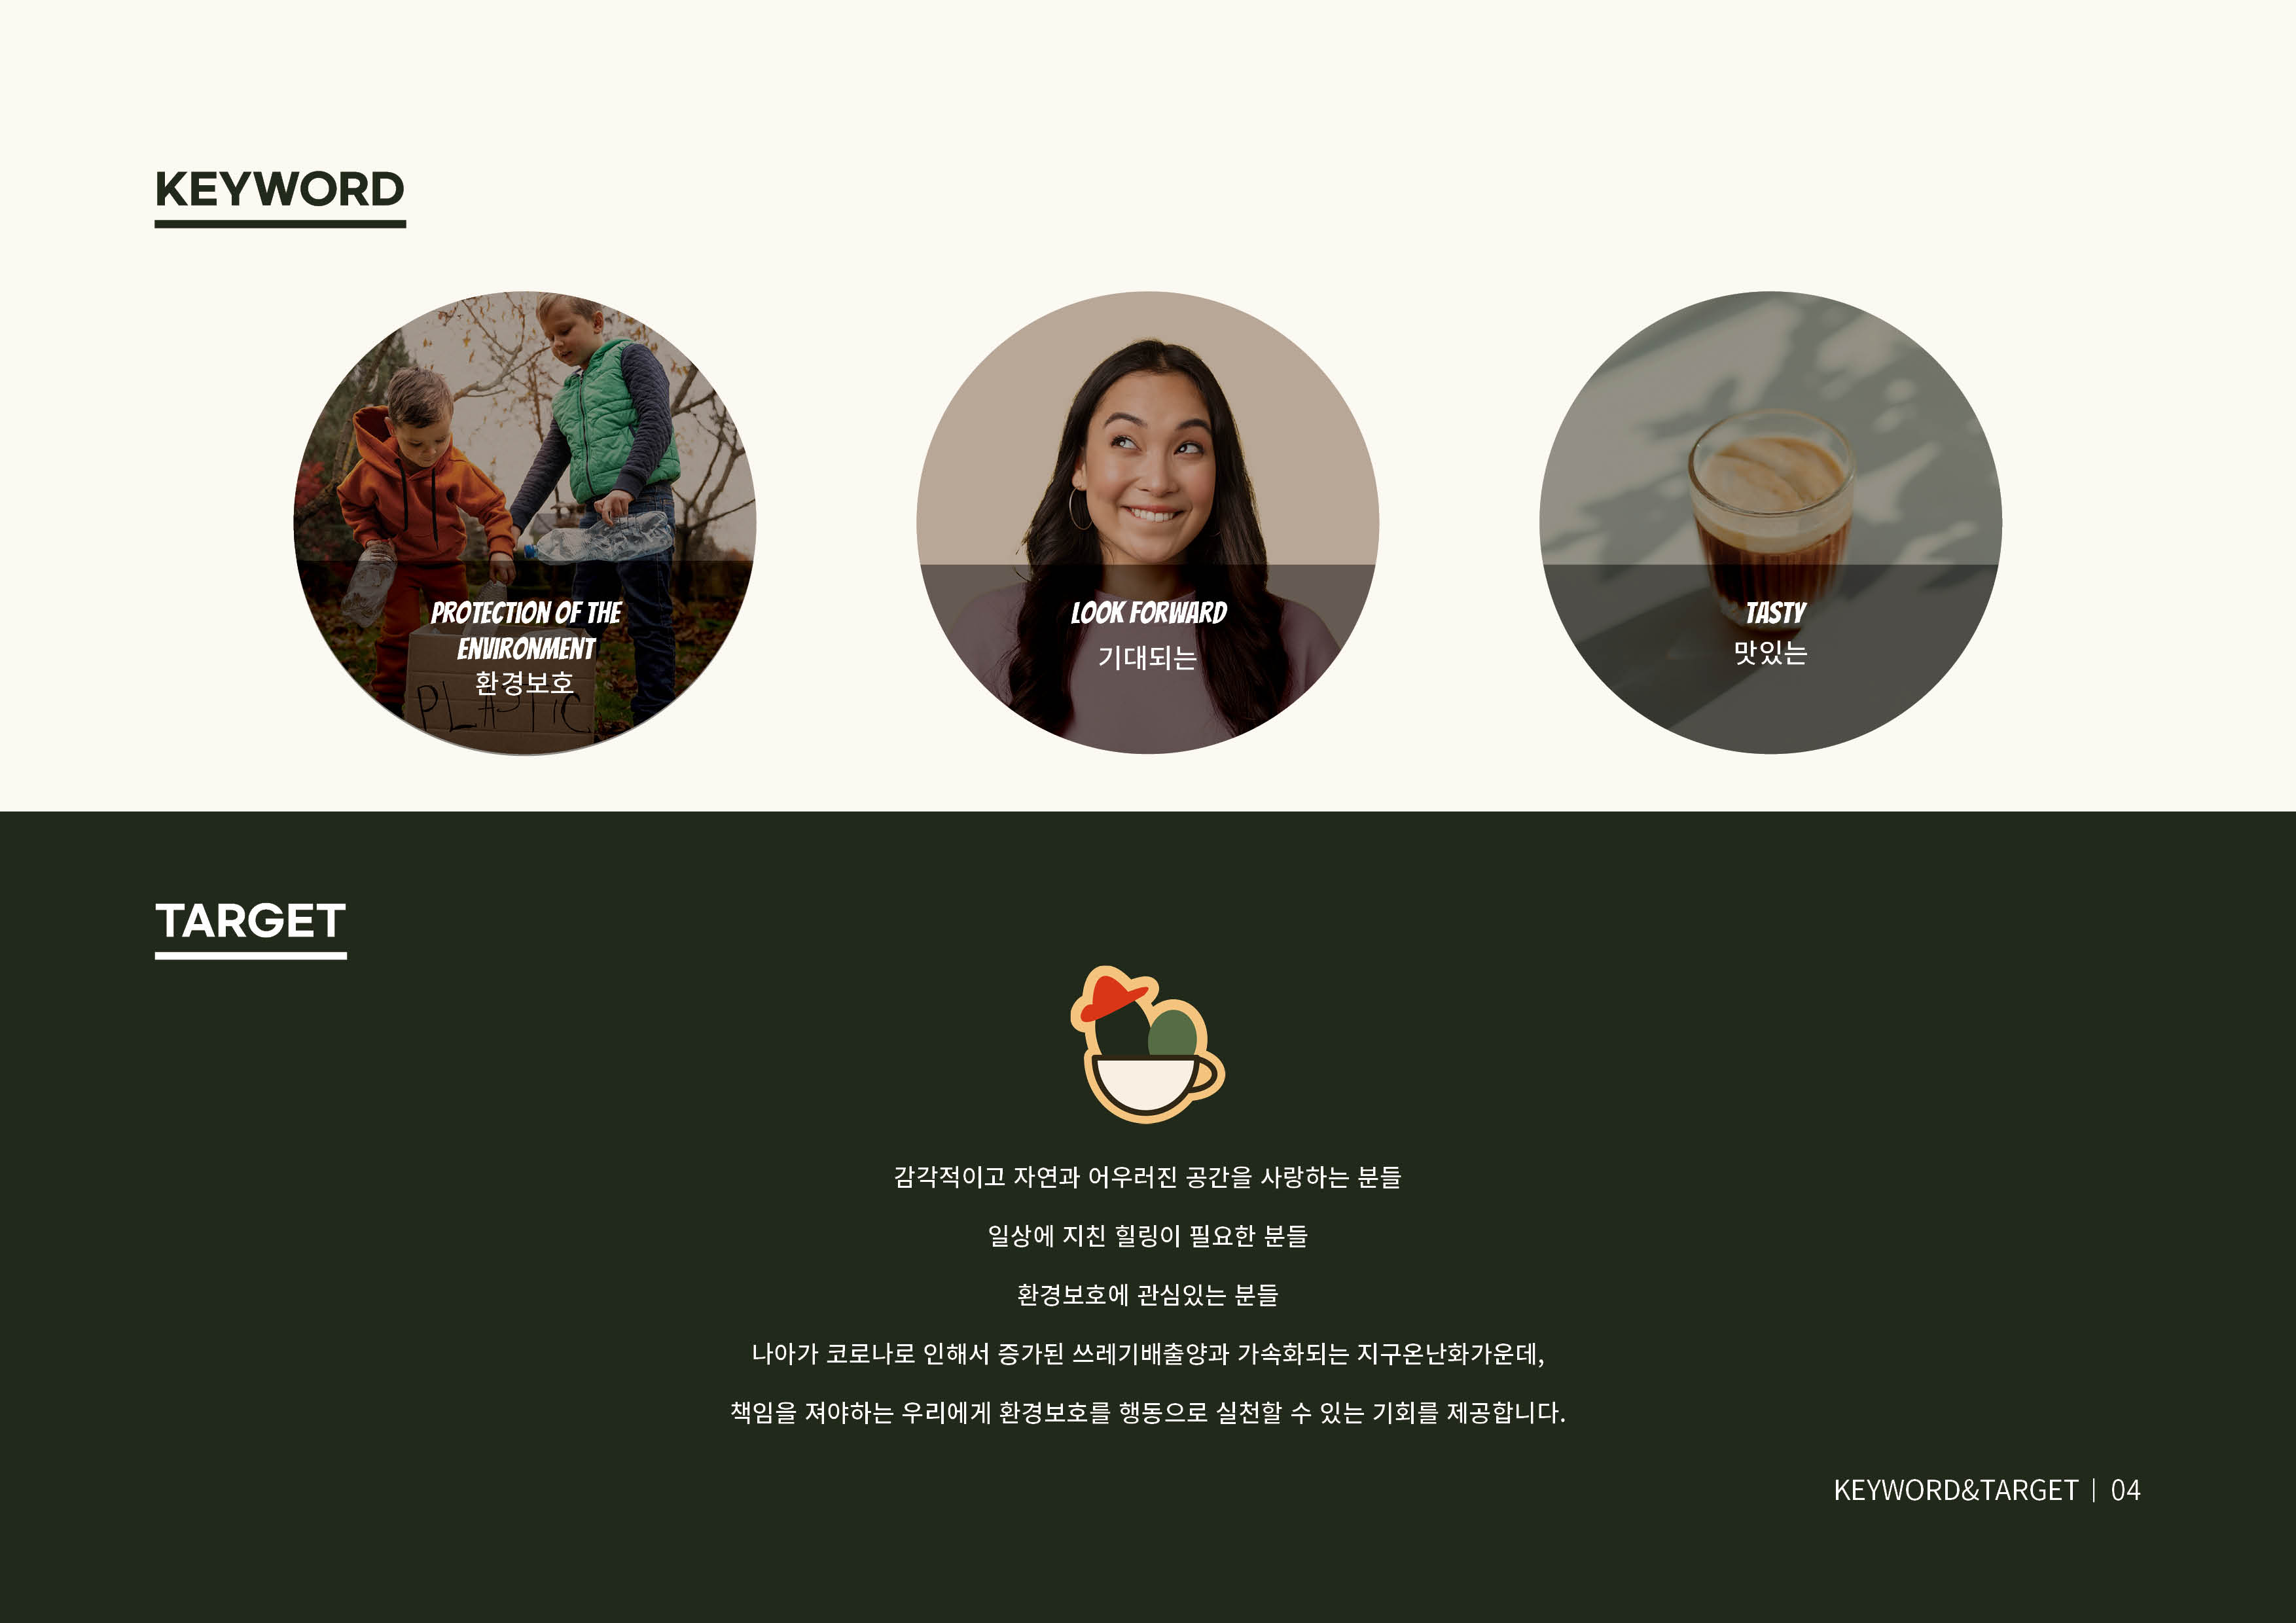 KEYWORD
PROTECTION OF THE
ENVIRONMENT
환경보호
PLASTIC
LOOK FORWARD
기대되는
TASTY
맛있는
TARGET
감각적이고 자연과 어우러진 공간을 사랑하는 분들
일상에 지친 힐링이 필요한 분들
환경보호에 관심있는 분들
나아가 코로나로 인해서 증가된 쓰레기배출양과 가속화되는 지구온난화가운데,
책임을 져야하는 우리에게 환경보호를 행동으로 실천할 수 있는 기회를 제공합니다.
KEYWORD&TARGET | 04